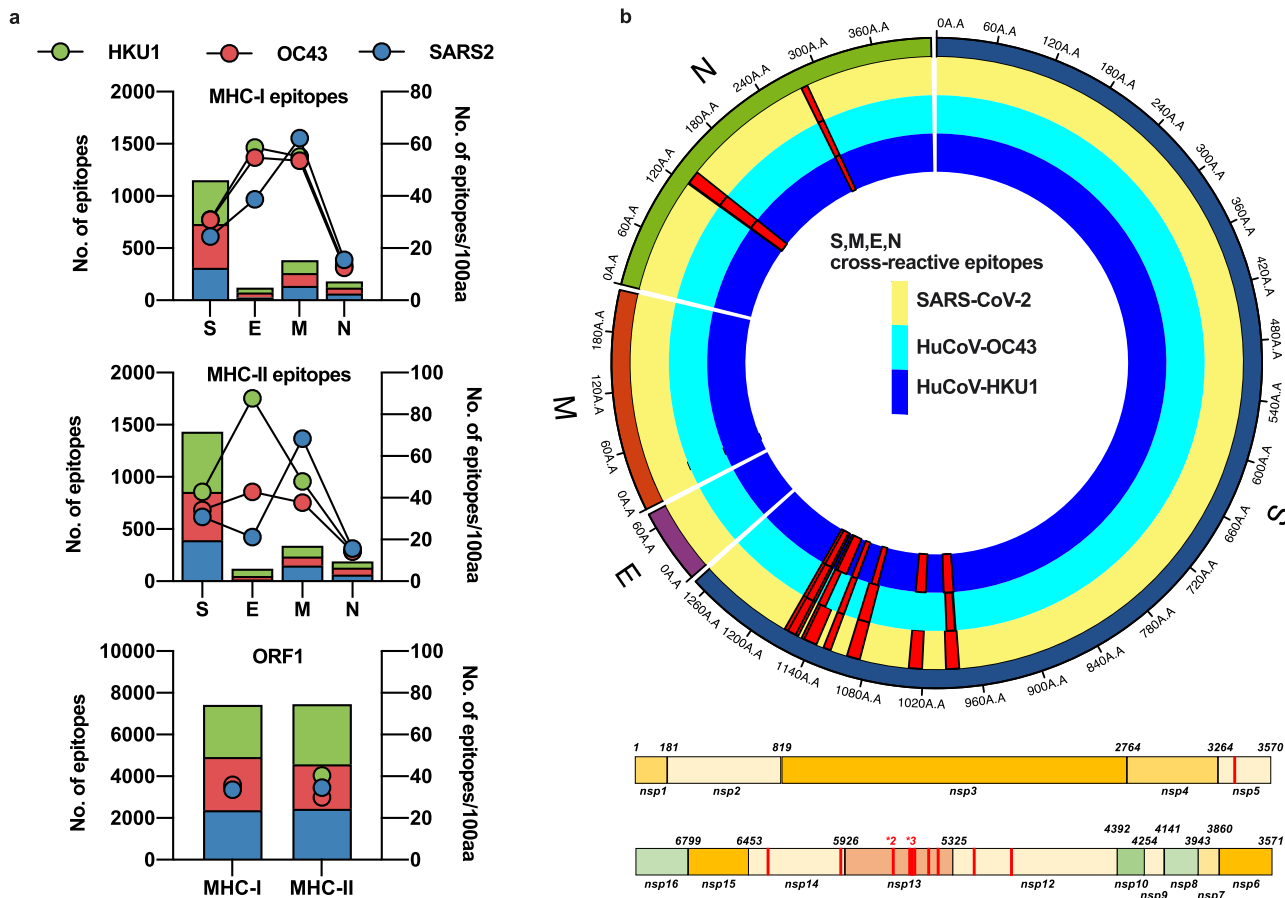 a
HKU1 OC43 SARS2
MHC-I epitopes
No. of epitopes
2000
1500
1000
500
0
80
60
40
20
0
No. of epitopes/100aa
S E M N
MHC-II epitopes
No. of epitopes
2000
1500
1000
500
0
100
80
60
40
20
0
No. of epitopes/100aa
S E M N
ORF1
No. of epitopes
10000
8000
6000
4000
2000
0
100
80
60
40
20
0
No. of epitopes/100aa
MHC-I MHC-II
b
S
0A.A
60A.A
120A.A
180A.A
240A.A
300A.A
360A.A
420A.A
480A.A
540A.A
600A.A
660A.A
720A.A
780A.A
840A.A
900A.A
960A.A
1020A.A
1080A.A
1140A.A
1200A.A
1260A.A
E
0A.A
60A.A
M
0A.A
60A.A
120A.A
180A.A
N
0A.A
60A.A
120A.A
180A.A
240A.A
300A.A
360A.A
S,M,E,N
cross-reactive epitopes
SARS-CoV-2
HuCoV-OC43
HuCoV-HKU1
1 181 819 2764 3264 3570
nsp1 nsp2 nsp3 nsp4 nsp5
6799 6453 5926 *2 *3 5325 4392 4254 4141 3943 3860 3571
nsp16 nsp15 nsp14 nsp13 nsp12 nsp10 nsp9 nsp8 nsp7 nsp6